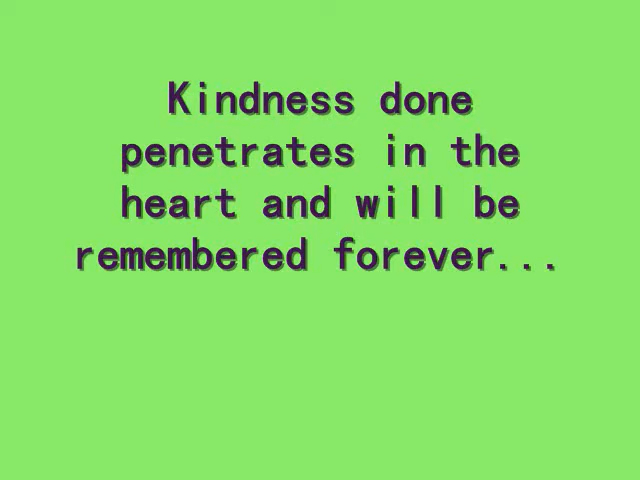 Kindness done
penetrates in the
heart and will be
remembered forever...